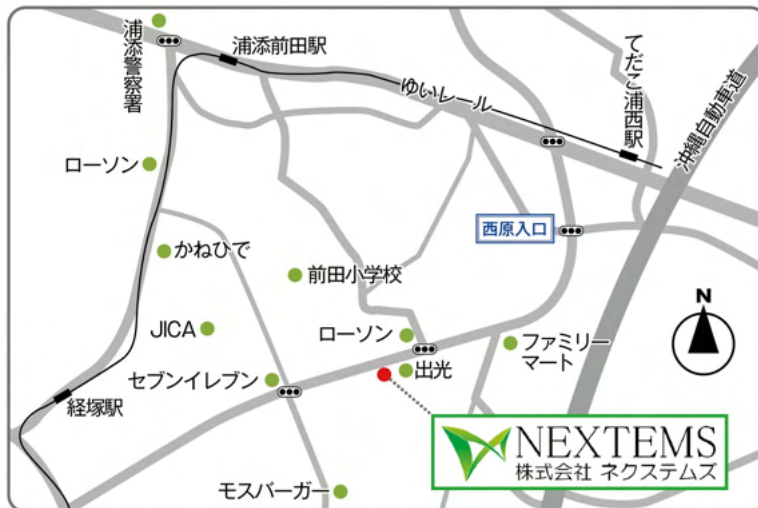 浦添警察署
浦添前田駅
ゆいレール
てだこ浦西駅
沖縄自動車道
ローソン
西原入口
かねひで
前田小学校
JICA
ローソン
ファミリー
マート
N
セブンイレブン
出光
経塚駅
NEXTEMS
株式会社 ネクステムズ
モスバーガー